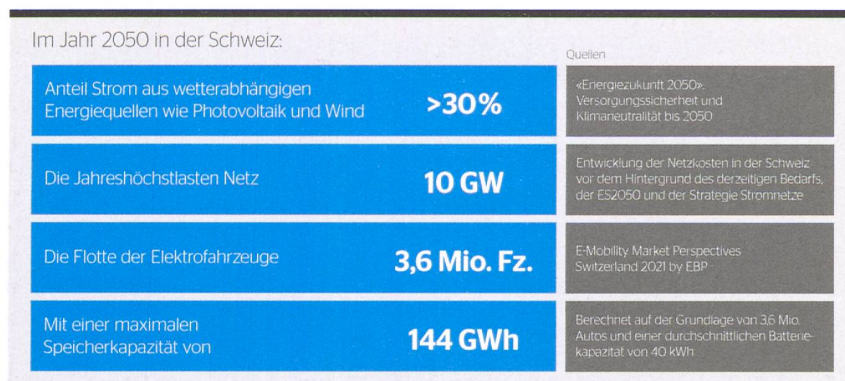 Im Jahr 2050 in der Schweiz:
Quellen
Anteil Strom aus wetterabhängigen
Energiequellen wie Photovoltaik und Wind
>30%
«Energiezukunft 2050»:
Versorgungssicherheit und
Klimaneutralität bis 2050
Die Jahreshöchstlasten Netz
10 GW
Entwicklung der Netzkosten in der Schweiz
vor dem Hintergrund des derzeitigen Bedarfs,
der ES2050 und der Strategie Stromnetze
Die Flotte der Elektrofahrzeuge
3,6 Mio. Fz.
E-Mobility Market Perspectives
Switzerland 2021 by EBP
Mit einer maximalen
Speicherkapazität von
144 GWh
Berechnet auf der Grundlage von 3,6 Mio.
Autos und einer durchschnittlichen Batterie-
kapazität von 40 kWh